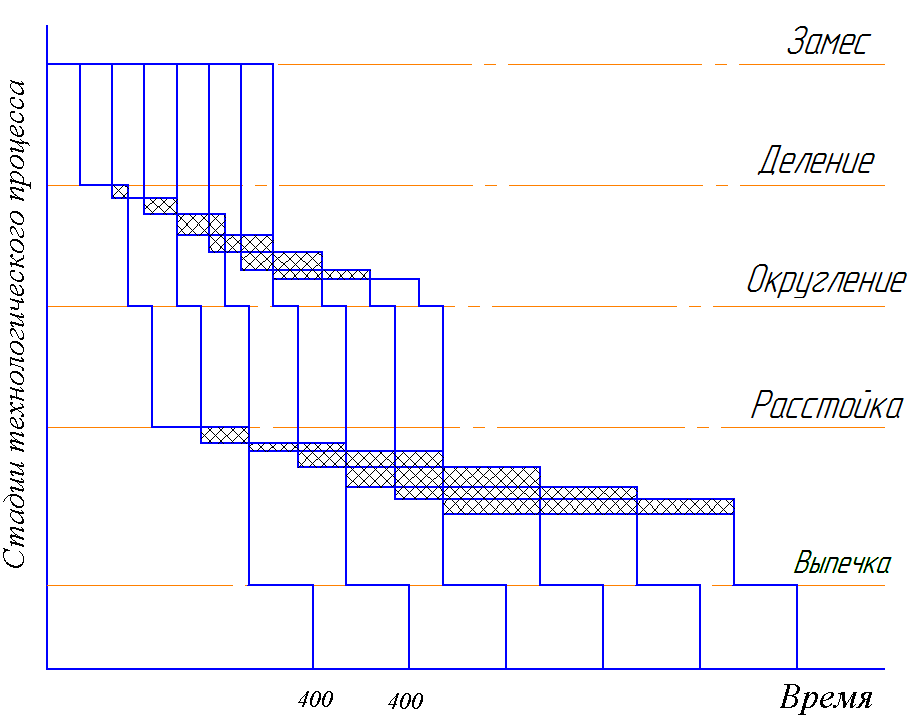 Стадии технологического процесса
Замес
Деление
Округление
Расстойка
Выпечка
400
400
Время